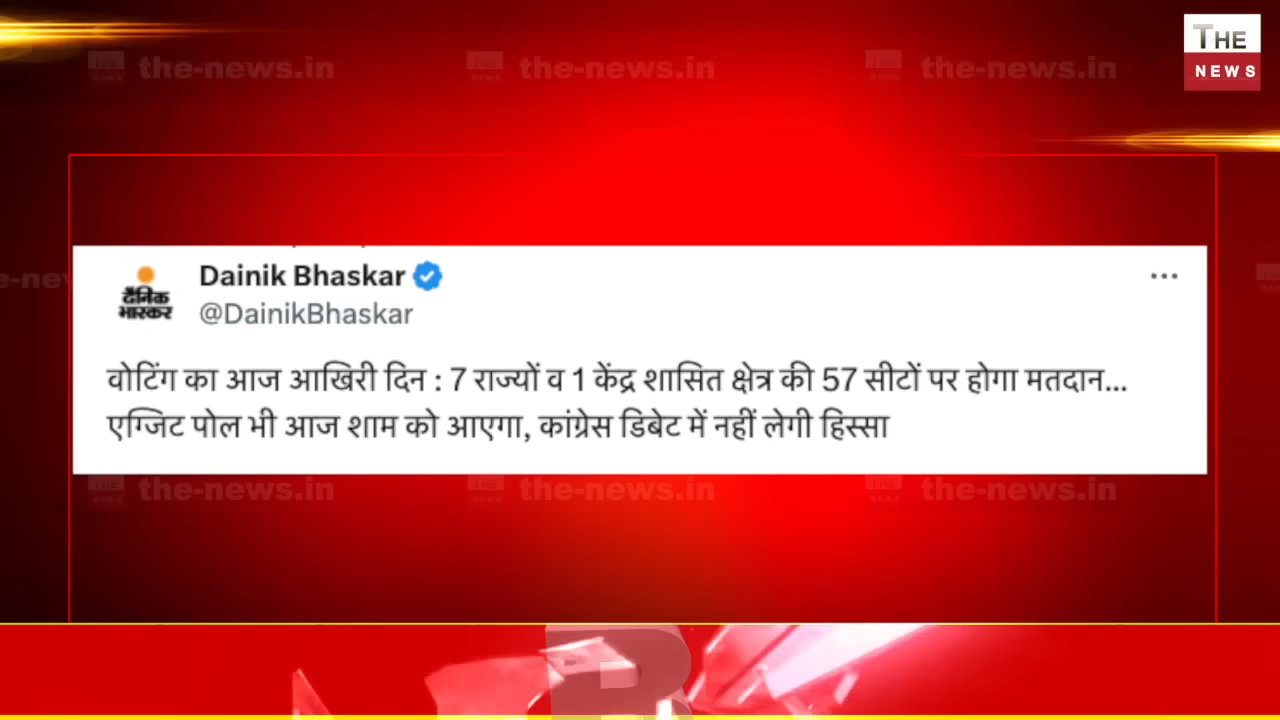 THE
NEWS
the-news.in the-news.in the-news.in
Dainik Bhaskar
दैनिक
भास्कर
@DainikBhaskar
वोटिंग का आज आखिरी दिन : 7 राज्यों व 1 केंद्र शासित क्षेत्र की 57 सीटों पर होगा मतदान...
एग्जिट पोल भी आज शाम को आएगा, कांग्रेस डिबेट में नहीं लेगी हिस्सा
the-news.in the-news.in the-news.in